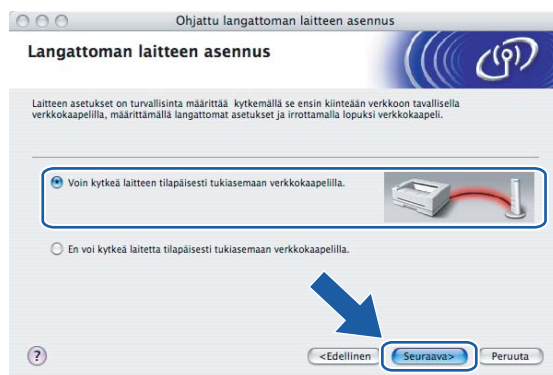 Ohjattu langattoman laitteen asennus
Langattoman laitteen asennus
Laitteen asetukset on turvallisinta määrittää kytkemällä se ensin kiinteään verkkoon tavallisella
verkkokaapelilla, määrittämällä langattomat asetukset ja irrottamalla lopuksi verkkokaapeli.
Voin kytkeä laitteen tilapäisesti tukiasemaan verkkokaapelilla.
En voi kytkeä laitetta tilapäisesti tukiasemaan verkkokaapelilla.
?
<Edellinen
Seuraava>
Peruuta